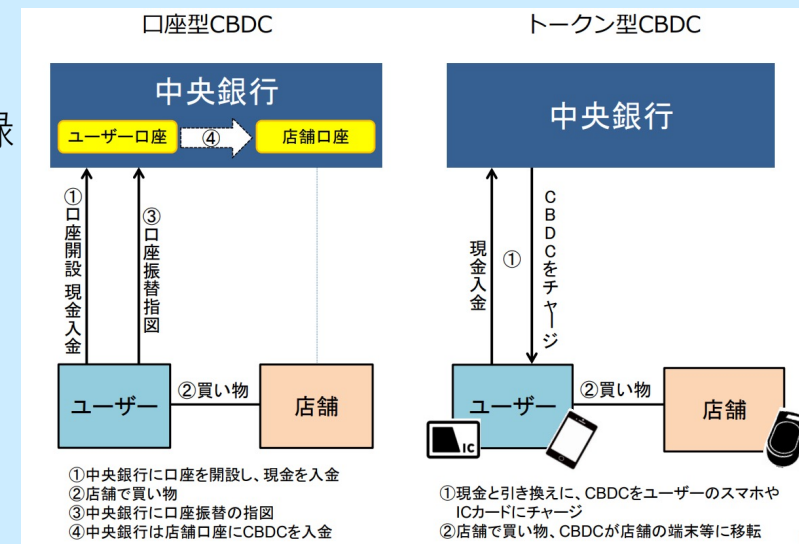 口座型CBDC
中央銀行
ユーザー口座
④
店舗口座
①口座開設 現金入金
③口座振替指図
ユーザー
②買い物
店舗
①中央銀行に口座を開設し、現金を入金
②店舗で買い物
③中央銀行に口座振替の指図
④中央銀行は店舗口座にCBDCを入金
トークン型CBDC
中央銀行
現金入金
①
CBDCをチャージ
ユーザー
②買い物
店舗
IC
①現金と引き換えに、CBDCをユーザーのスマホや
ICカードにチャージ
②店舗で買い物、CBDCが店舗の端末等に移転